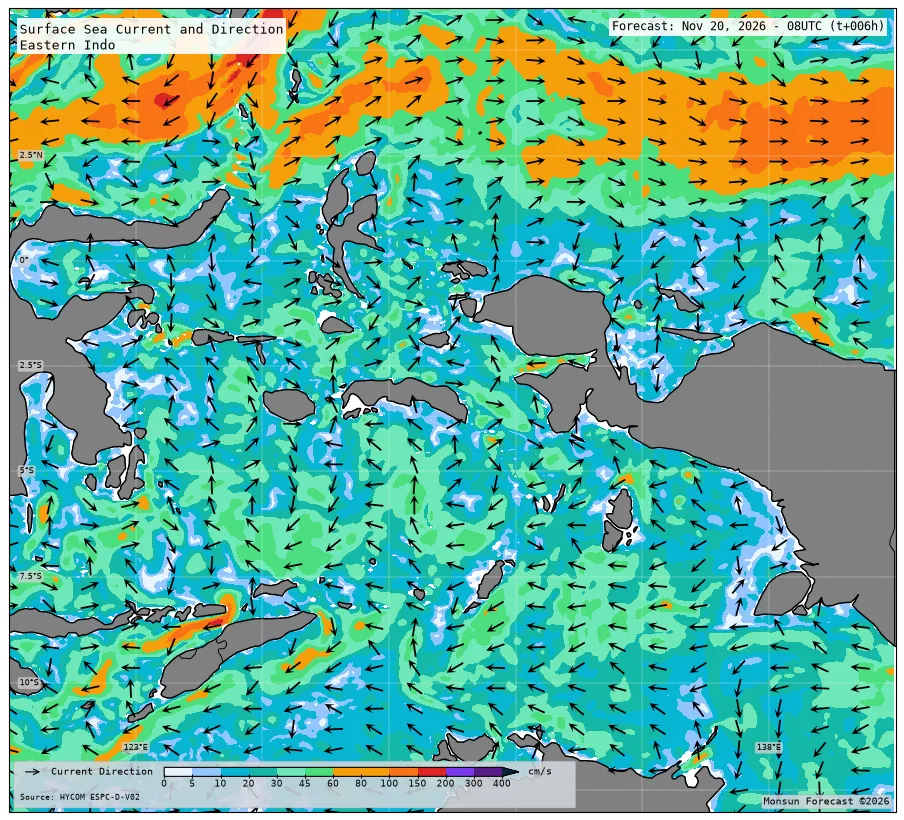 Surface Sea Current and Direction
Eastern Indo
Forecast: Nov 20, 2026 - 08UTC (t+006h)
2.5°N
0°
2.5°S
5°S
7.5°S
10°S
123°E
138°E
Current Direction
cm/s
0 5 10 20 30 45 60 80 100 150 200 300 400
Source: HYCOM ESPC-D-V02
Monsun Forecast ©2026